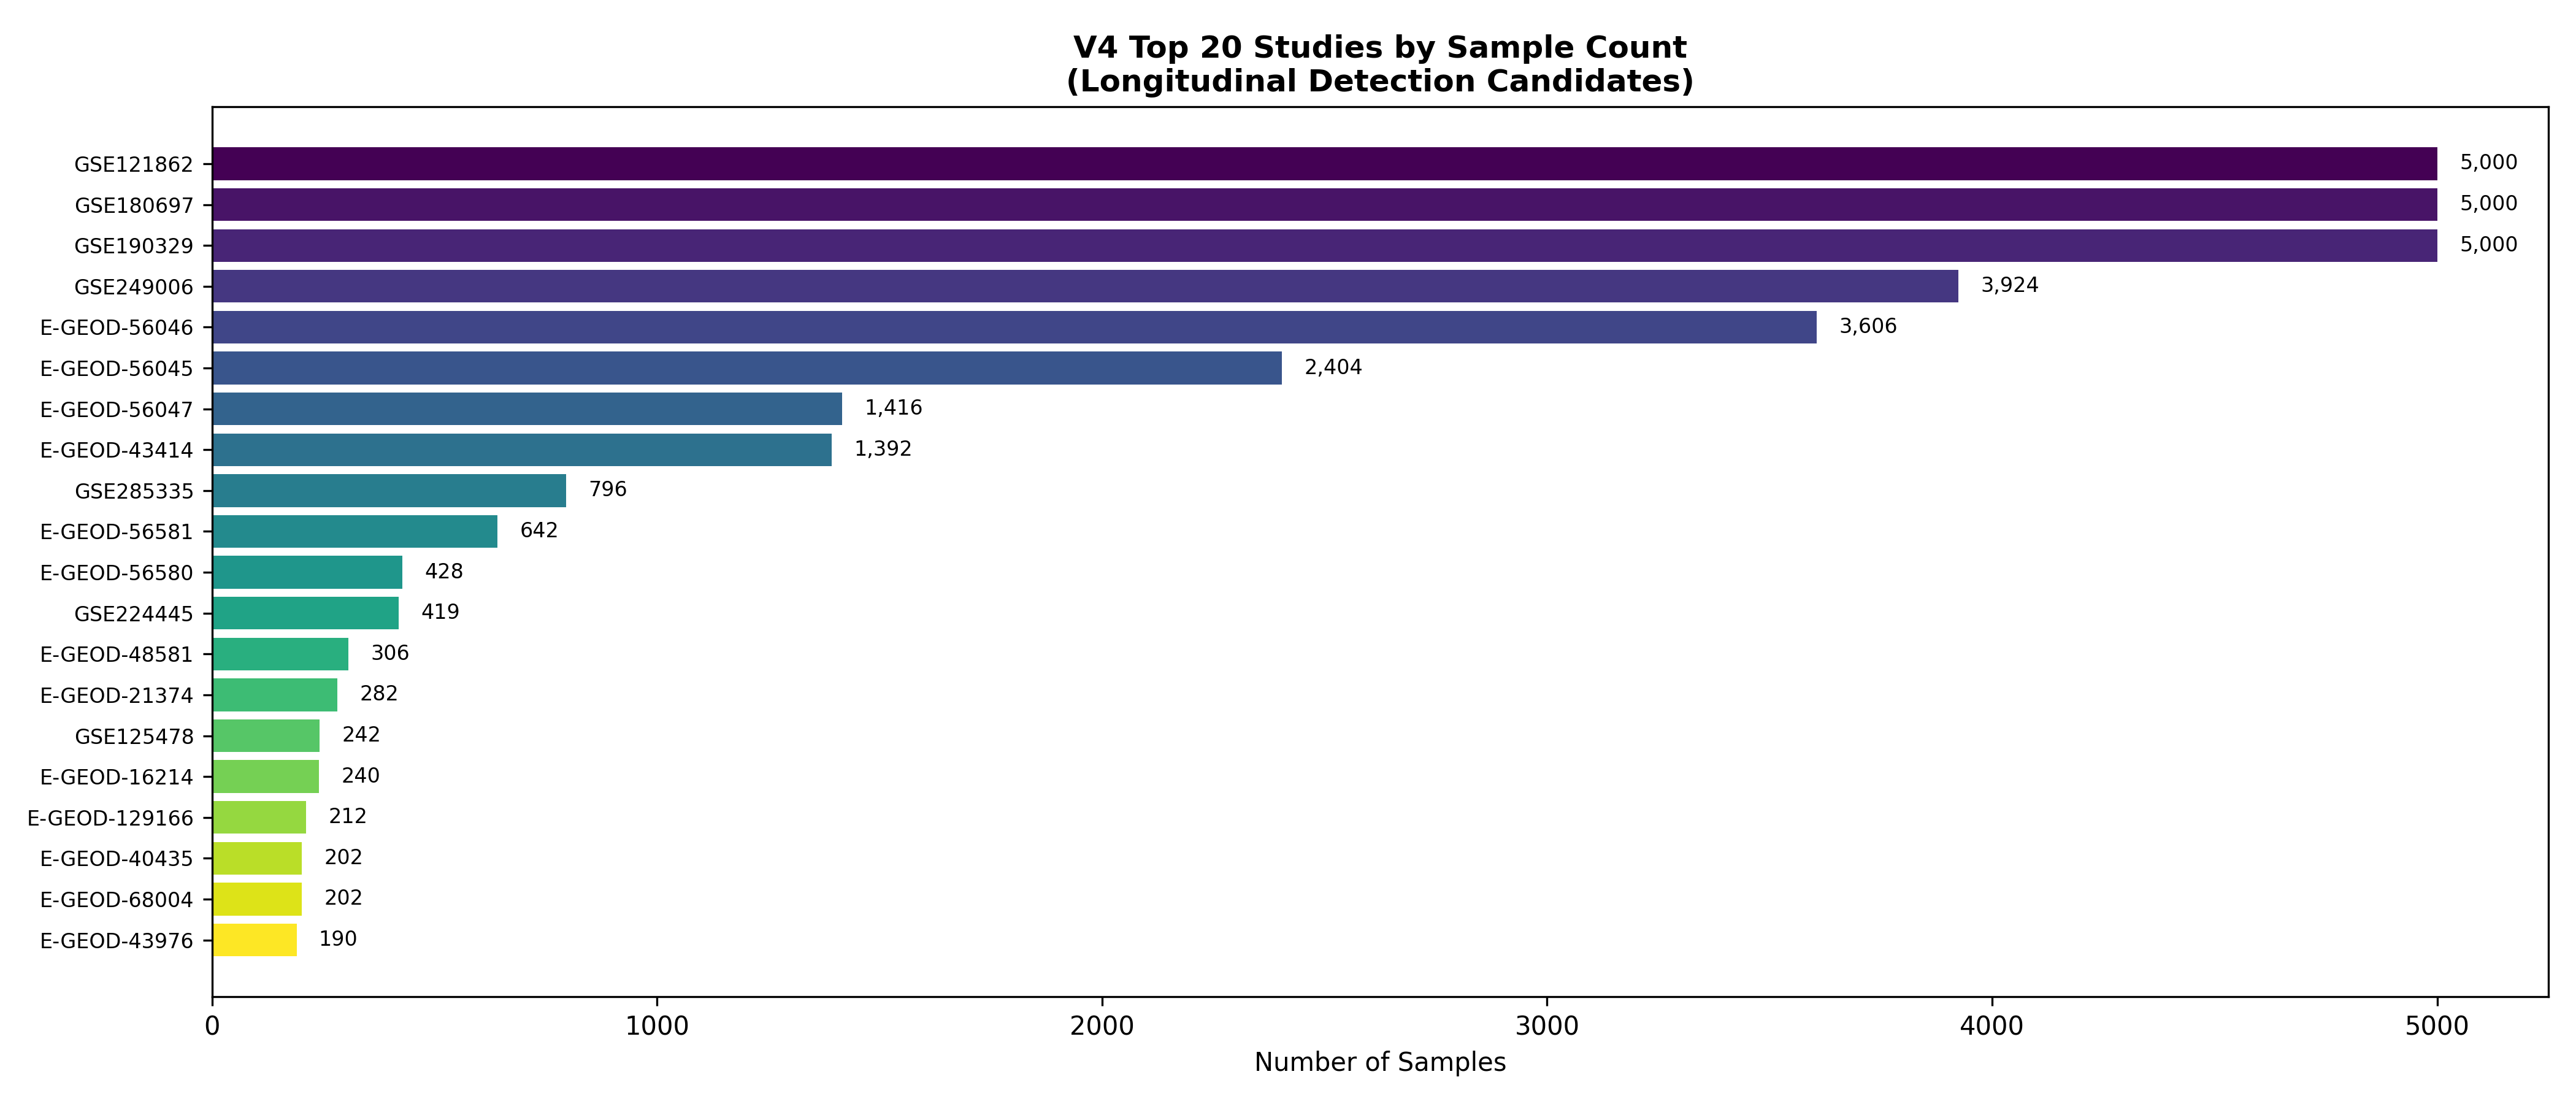 V4 Top 20 Studies by Sample Count
(Longitudinal Detection Candidates)
GSE121862 5,000
GSE180697 5,000
GSE190329 5,000
GSE249006 3,924
E-GEOD-56046 3,606
E-GEOD-56045 2,404
E-GEOD-56047 1,416
E-GEOD-43414 1,392
GSE285335 796
E-GEOD-56581 642
E-GEOD-56580 428
GSE224445 419
E-GEOD-48581 306
E-GEOD-21374 282
GSE125478 242
E-GEOD-16214 240
E-GEOD-129166 212
E-GEOD-40435 202
E-GEOD-68004 202
E-GEOD-43976 190
0 1000 2000 3000 4000 5000
Number of Samples